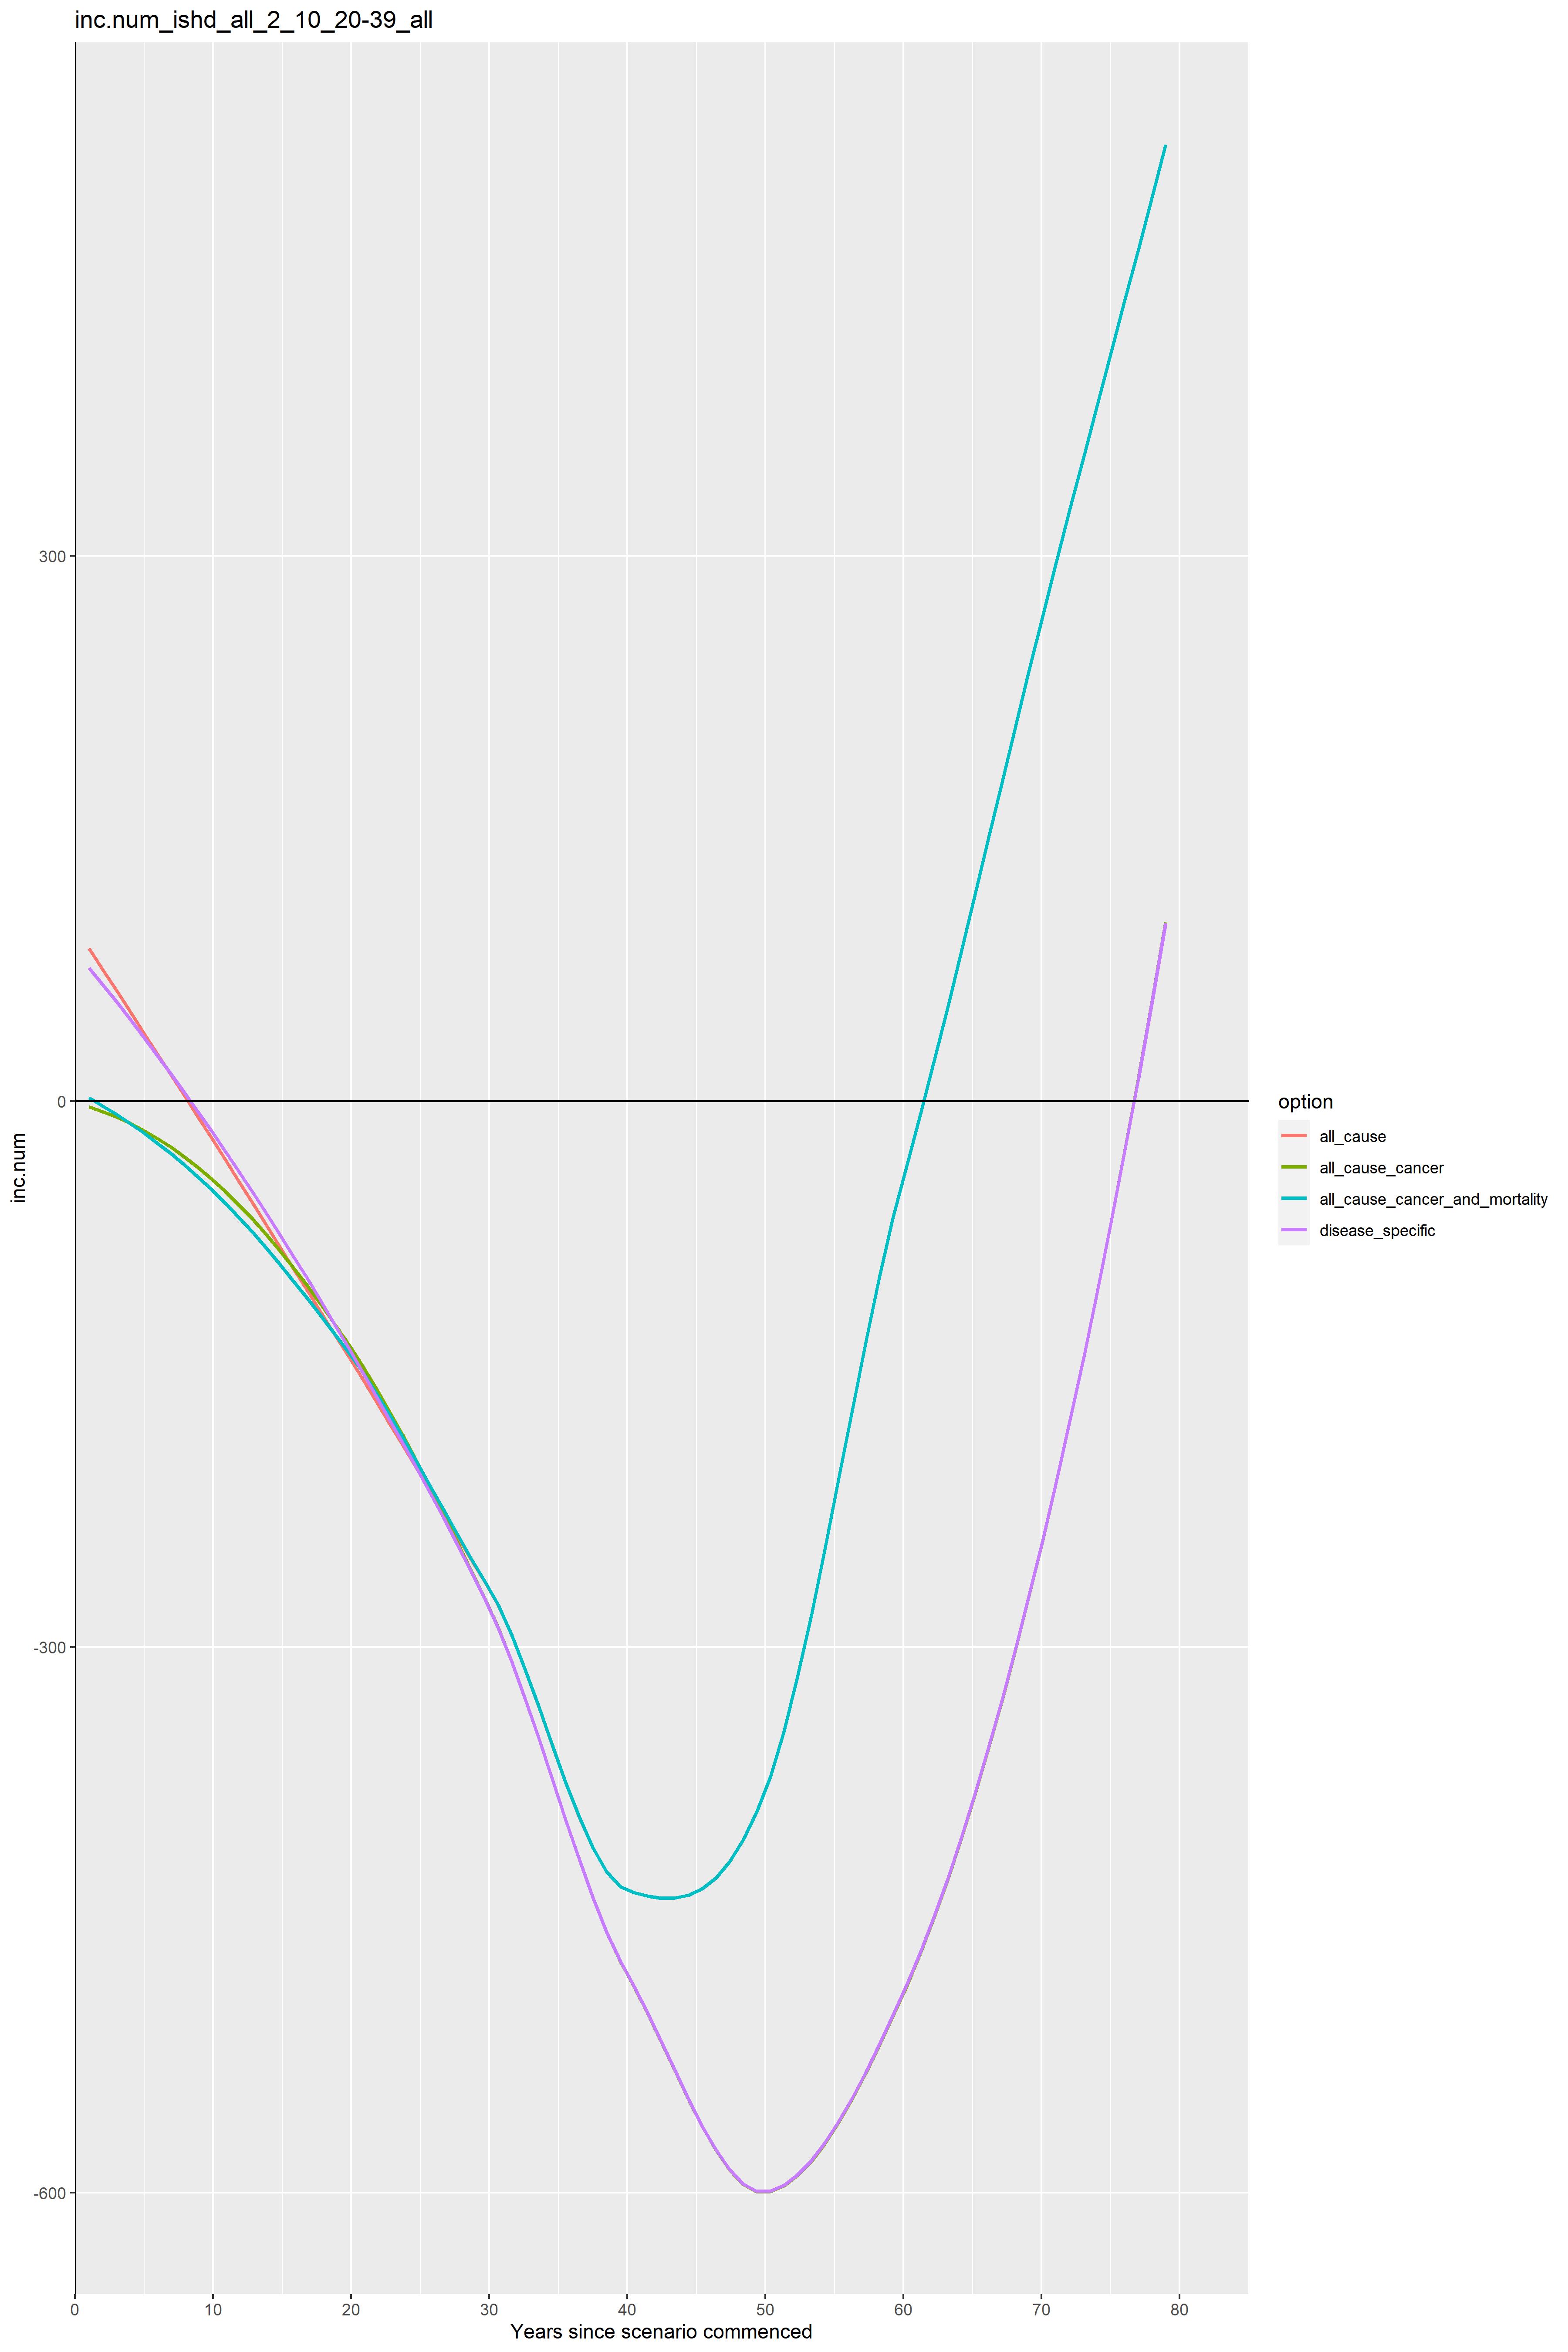 inc.num_ishd_all_2_10_20-39_all
300
0
-300
-600
inc.num
0 10 20 30 40 50 60 70 80
Years since scenario commenced
option
all_cause
all_cause_cancer
all_cause_cancer_and_mortality
disease_specific